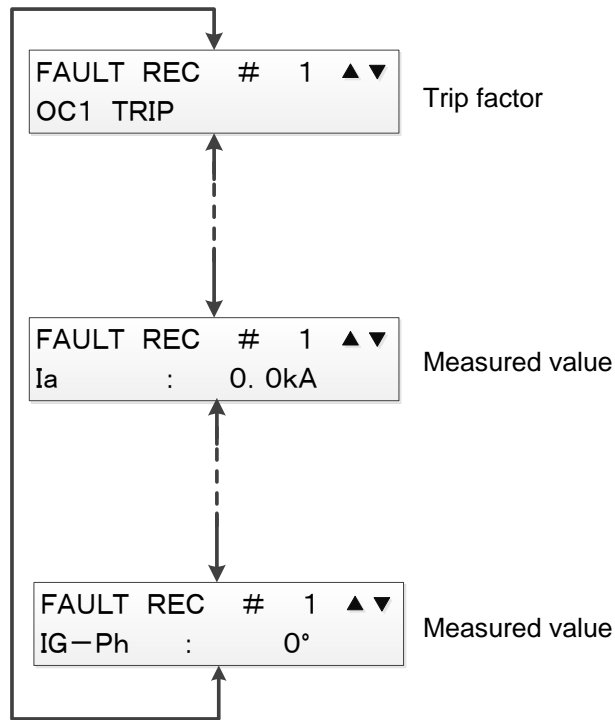 FAULT REC # 1 ▲▼
OC1 TRIP
Trip factor
FAULT REC # 1 ▲▼
Ia : 0. 0kA
Measured value
FAULT REC # 1 ▲▼
IG−Ph : 0°
Measured value